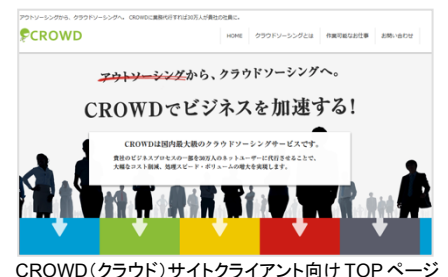 アウトソーシングから、クラウドソーシングへ。 CROWDに業務代行すれば30万人が貴社の社員に。
CROWD
HOME クラウドソーシングとは 作業可能なお仕事 お問い合わせ
アウトソーシングから、クラウドソーシングへ。
CROWDでビジネスを加速する!
CROWDは国内最大級のクラウドソーシングサービスです。
貴社のビジネスプロセスの一部を30万人のネットユーザーに代行させることで、
大幅なコスト削減、処理スピード・ボリュームの増大を実現します。
CROWD(クラウド)サイトクライアント向け TOP ページ